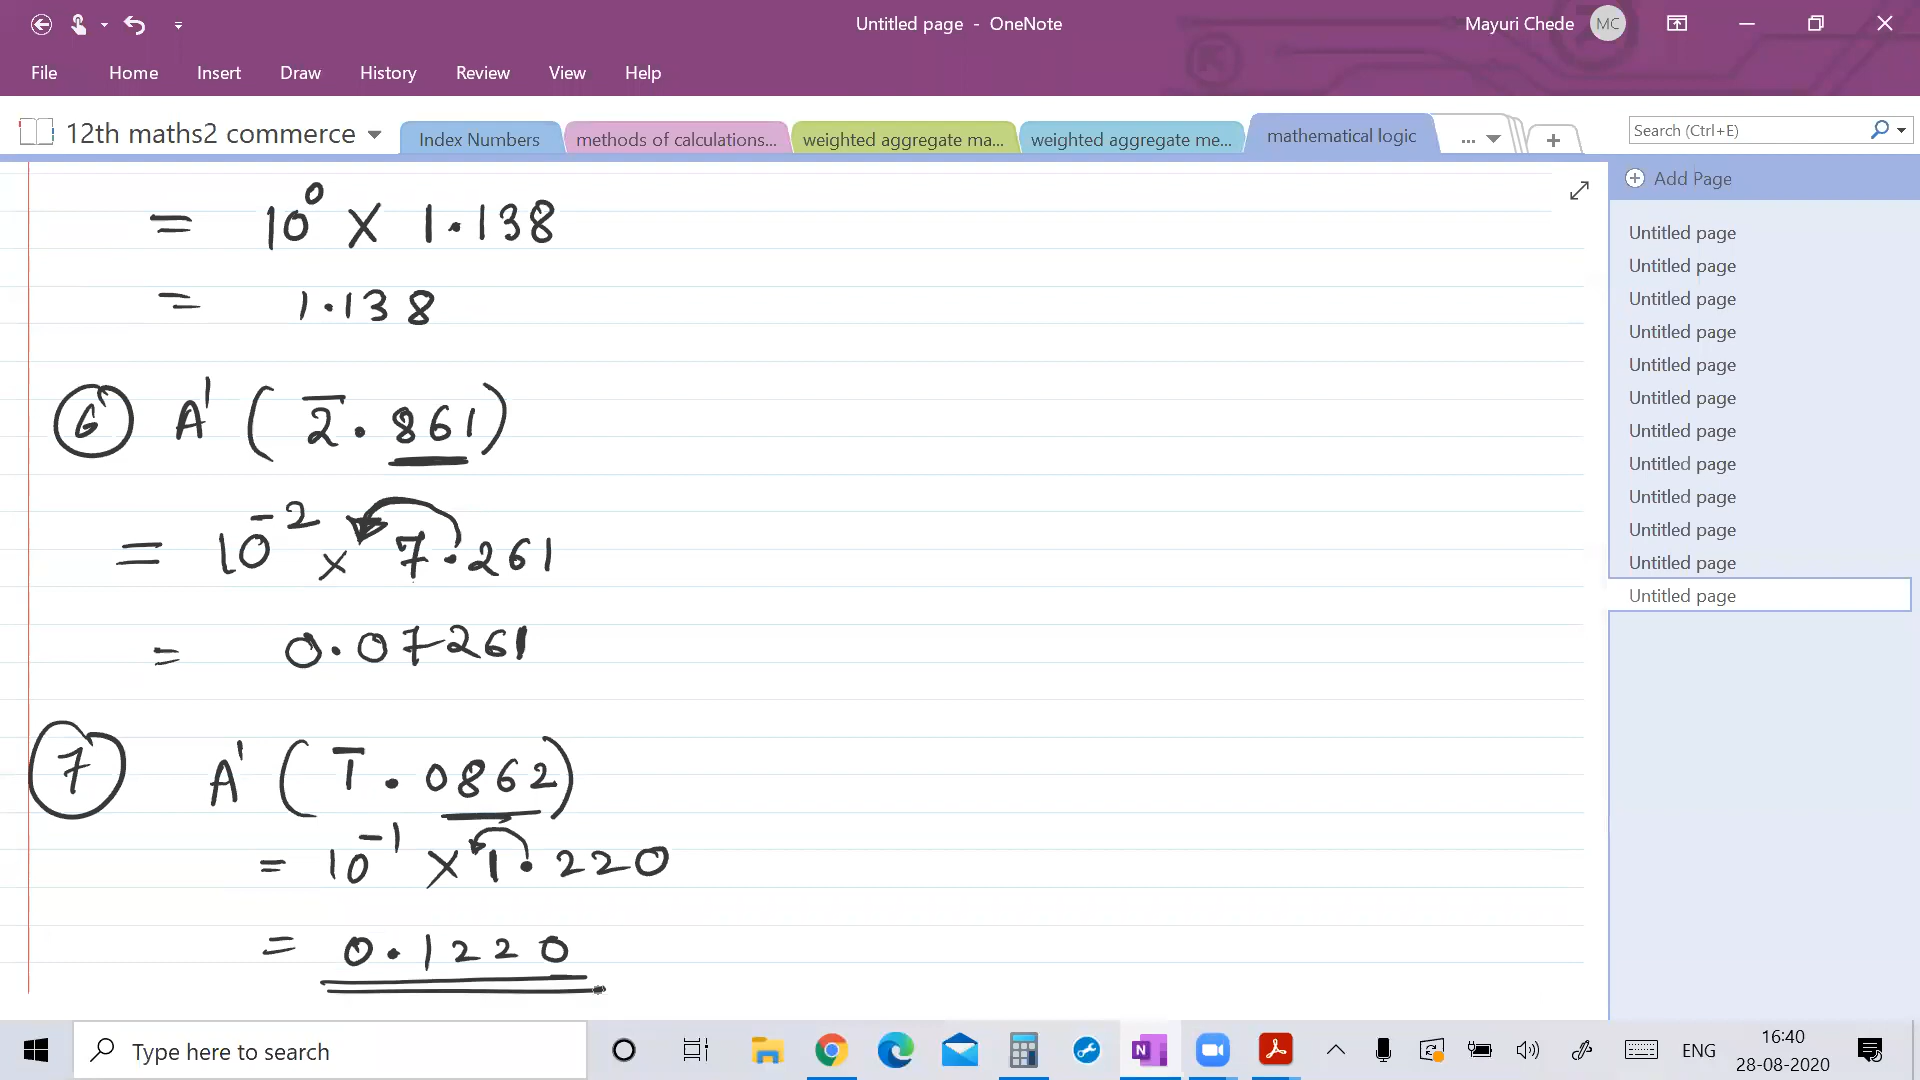 Untitled page - OneNote
Mayuri Chede MC
File Home Insert Draw History Review View Help
12th maths2 commerce
Index Numbers
methods of calculations...
weighted aggregate ma...
weighted aggregate me...
mathematical logic
...
Search (Ctrl+E)
Add Page
Untitled page
Untitled page
Untitled page
Untitled page
Untitled page
Untitled page
Untitled page
Untitled page
Untitled page
Untitled page
Untitled page
Untitled page
= 10⁰ X 1.138
= 1.138
6 A' ( 2̅.861)
= 10⁻² × 7.261
= 0.07261
7 A' ( 1̅.0862)
= 10⁻¹ X 1.220
= 0.1220
Type here to search
N
ENG
16:40
28-08-2020